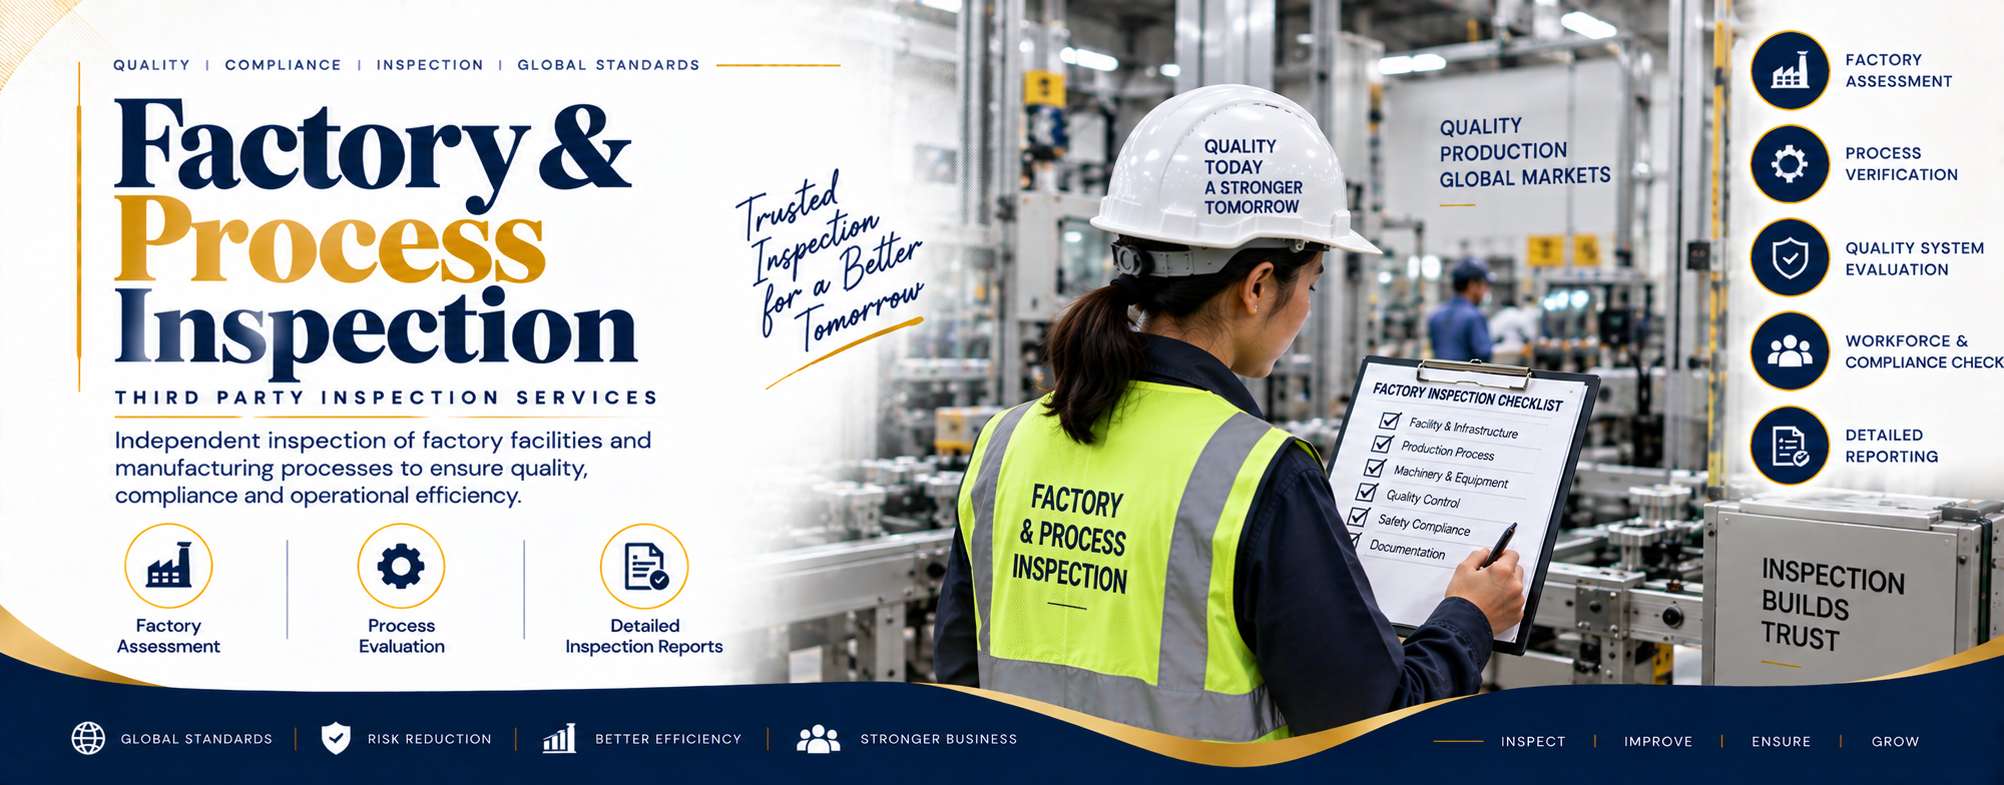 QUALITY | COMPLIANCE | INSPECTION | GLOBAL STANDARDS
Factory &
Process
Inspection
THIRD PARTY INSPECTION SERVICES
Independent inspection of factory facilities and
manufacturing processes to ensure quality,
compliance and operational efficiency.
Factory
Assessment
Process
Evaluation
Detailed
Inspection Reports
Trusted
Inspection
for a Better
Tomorrow
QUALITY
TODAY
A STRONGER
TOMORROW
QUALITY
PRODUCTION
GLOBAL MARKETS
FACTORY
& PROCESS
INSPECTION
FACTORY INSPECTION CHECKLIST
Facility & Infrastructure
Production Process
Machinery & Equipment
Quality Control
Safety Compliance
Documentation
FACTORY
ASSESSMENT
PROCESS
VERIFICATION
QUALITY SYSTEM
EVALUATION
WORKFORCE &
COMPLIANCE CHECK
DETAILED
REPORTING
INSPECTION
BUILDS
TRUST
GLOBAL STANDARDS | RISK REDUCTION | BETTER EFFICIENCY | STRONGER BUSINESS
INSPECT | IMPROVE | ENSURE | GROW